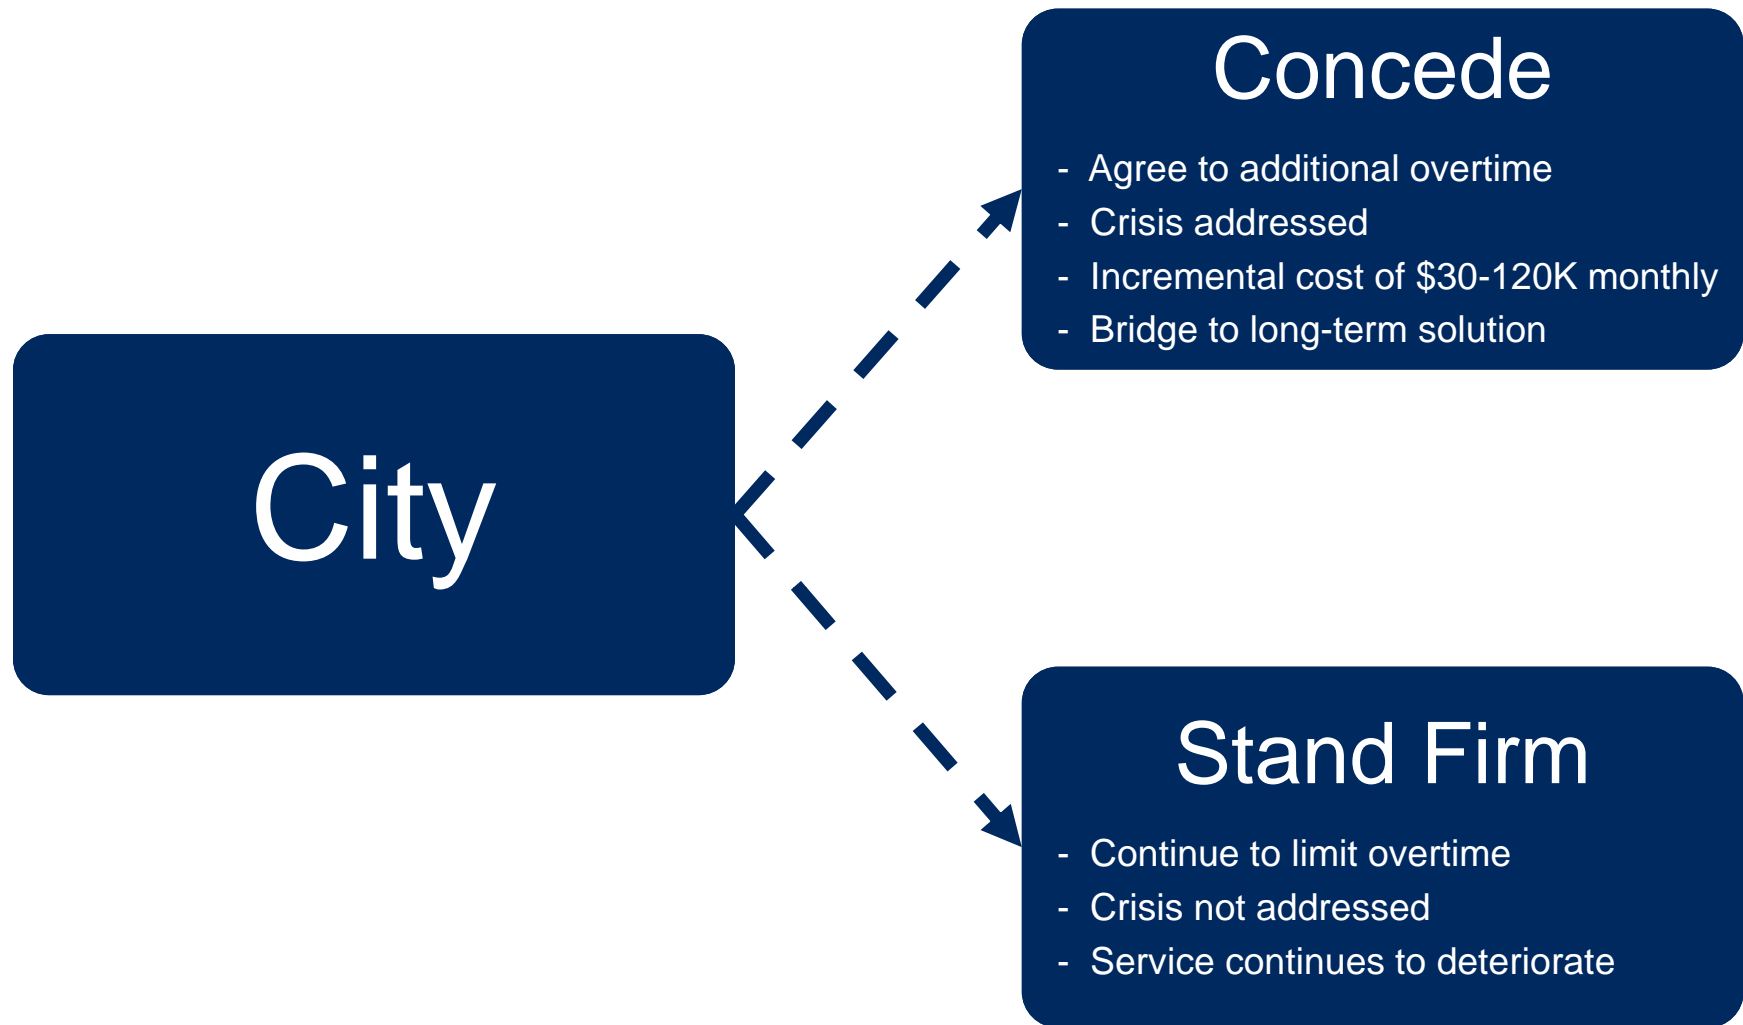 City
Concede
- Agree to additional overtime
- Crisis addressed
- Incremental cost of $30-120K monthly
- Bridge to long-term solution
Stand Firm
- Continue to limit overtime
- Crisis not addressed
- Service continues to deteriorate